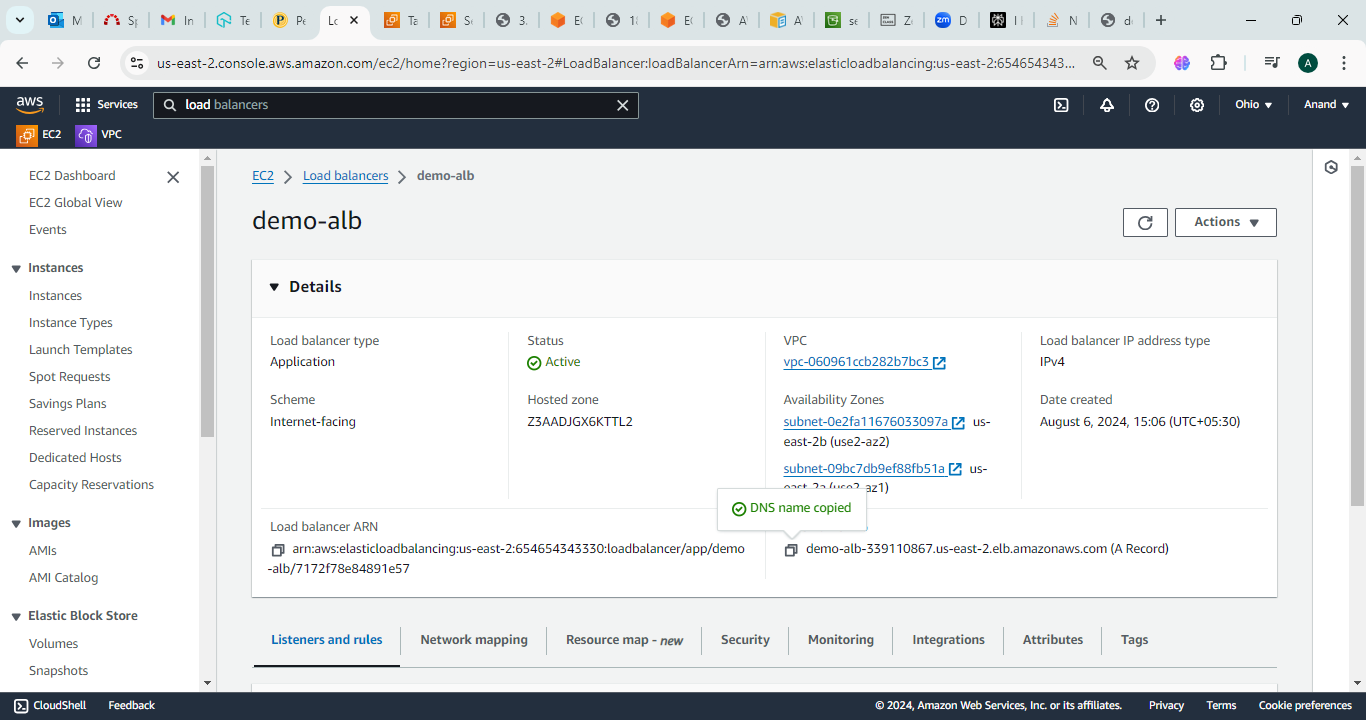 M
Sp
In
Te
Pe
Lo
Ta
Se
3.
EC
18
EC
AV
AV
se
Zo
zm D
I I
N
de
us-east-2.console.aws.amazon.com/ec2/home?region=us-east-2#LoadBalancer:loadBalancerArn=arn:aws:elasticloadbalancing:us-east-2:654654343...
A
aws
Services
load balancers
Ohio
Anand
EC2
VPC
EC2 Dashboard
EC2 Global View
Events
Instances
Instances
Instance Types
Launch Templates
Spot Requests
Savings Plans
Reserved Instances
Dedicated Hosts
Capacity Reservations
Images
AMIs
AMI Catalog
Elastic Block Store
Volumes
Snapshots
EC2
Load balancers
demo-alb
demo-alb
Actions
Details
Load balancer type
Application
Status
Active
VPC
vpc-060961ccb282b7bc3
Load balancer IP address type
IPv4
Scheme
Internet-facing
Hosted zone
Z3AADJGX6KTTL2
Availability Zones
subnet-0e2fa11676033097a us-
east-2b (use2-az2)
subnet-09bc7db9ef88fb51a us-
east-2a (use2-az1)
Date created
August 6, 2024, 15:06 (UTC+05:30)
DNS name copied
Load balancer ARN
arn:aws:elasticloadbalancing:us-east-2:654654343330:loadbalancer/app/demo
-alb/7172f78e84891e57
demo-alb-339110867.us-east-2.elb.amazonaws.com (A Record)
Listeners and rules
Network mapping
Resource map - new
Security
Monitoring
Integrations
Attributes
Tags
CloudShell
Feedback
© 2024, Amazon Web Services, Inc. or its affiliates.
Privacy
Terms
Cookie preferences